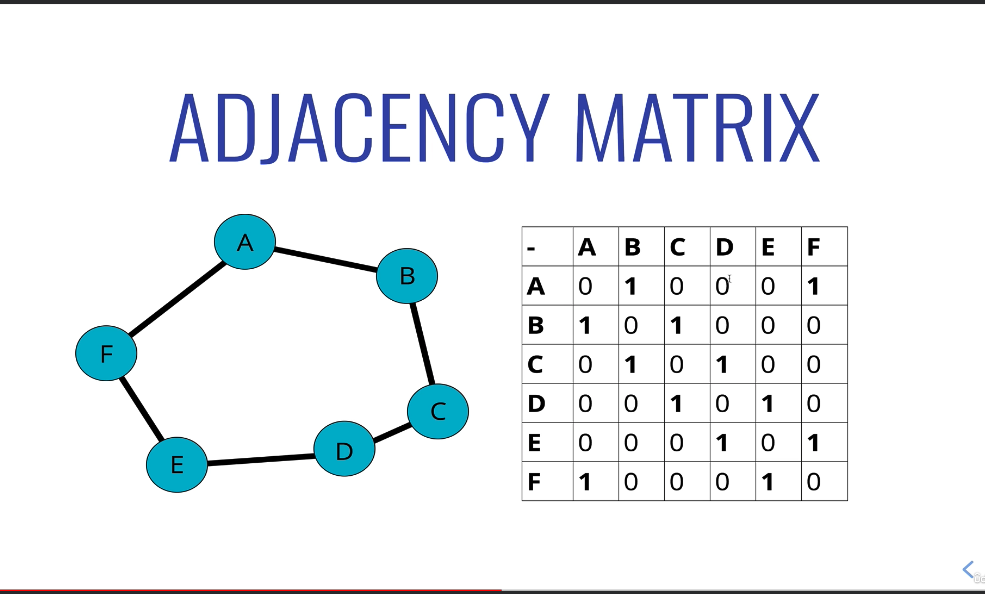 ADJACENCY MATRIX
A
B
F
C
D
E
- A B C D E F
A 0 1 0 0 0 1
B 1 0 1 0 0 0
C 0 1 0 1 0 0
D 0 0 1 0 1 0
E 0 0 0 1 0 1
F 1 0 0 0 1 0